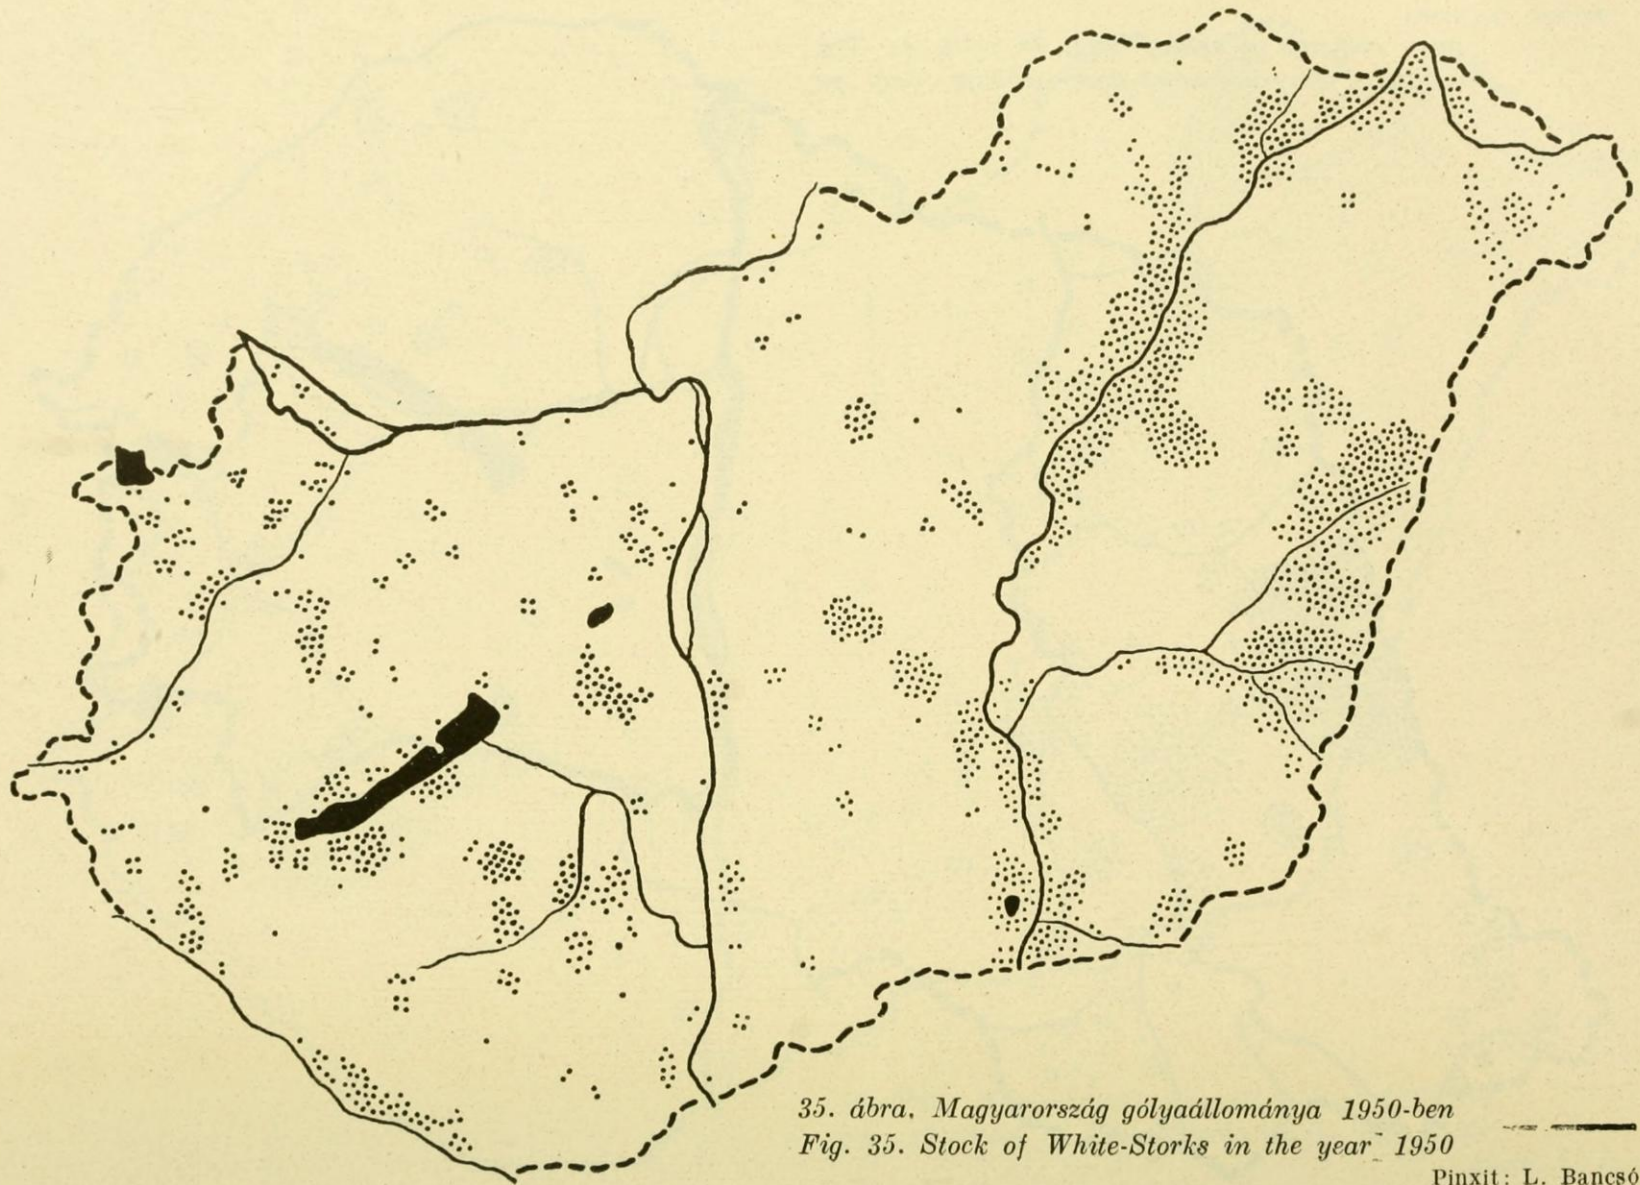 35. ábra. Magyarország gólyaállománya 1950-ben
Fig. 35. Stock of White-Storks in the year 1950
Pinxit: L. Bancsó